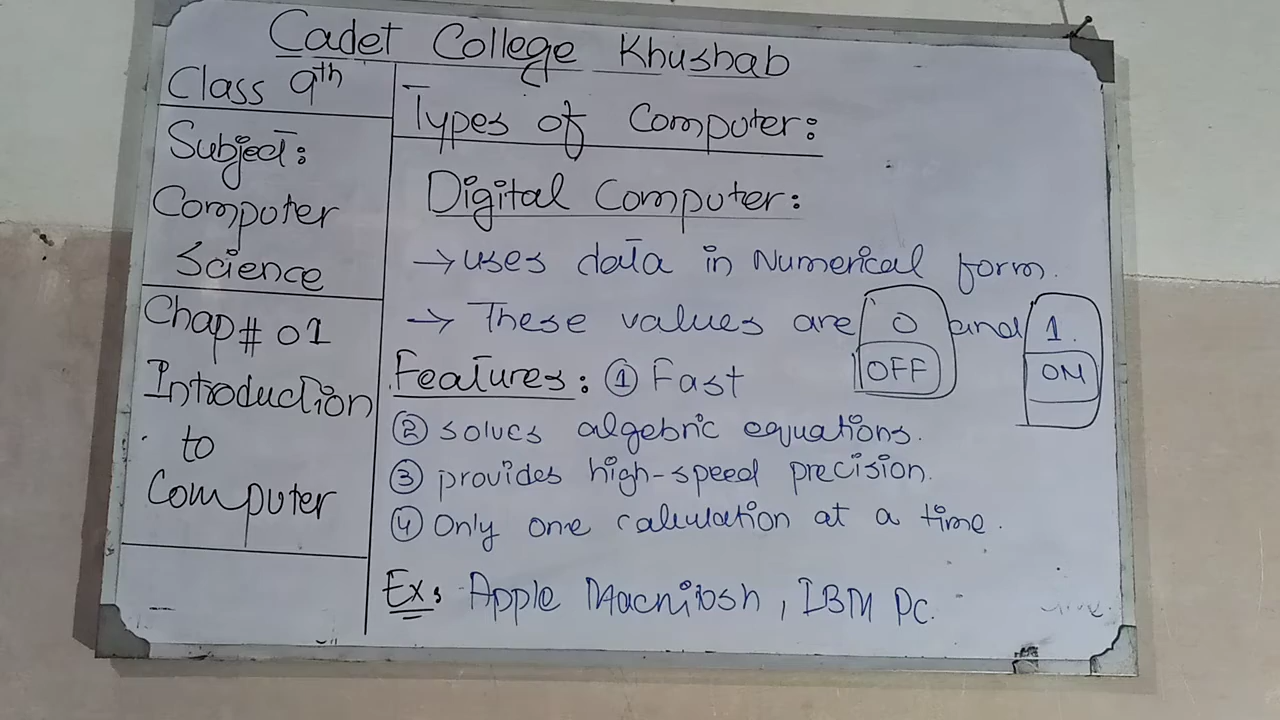 Cadet College Khushab
Class 9th
Subject:
Computer
Science
Chap# 01
Introduction
to
Computer
Types of Computer:
Digital Computer:
→ uses data in Numerical form.
→ These values are 0 and 1.
OFF ON
Features: ① Fast
② solves algebric equations.
③ provides high-speed precision.
④ Only one calculation at a time.
Ex: Apple Macnitosh, IBM PC.